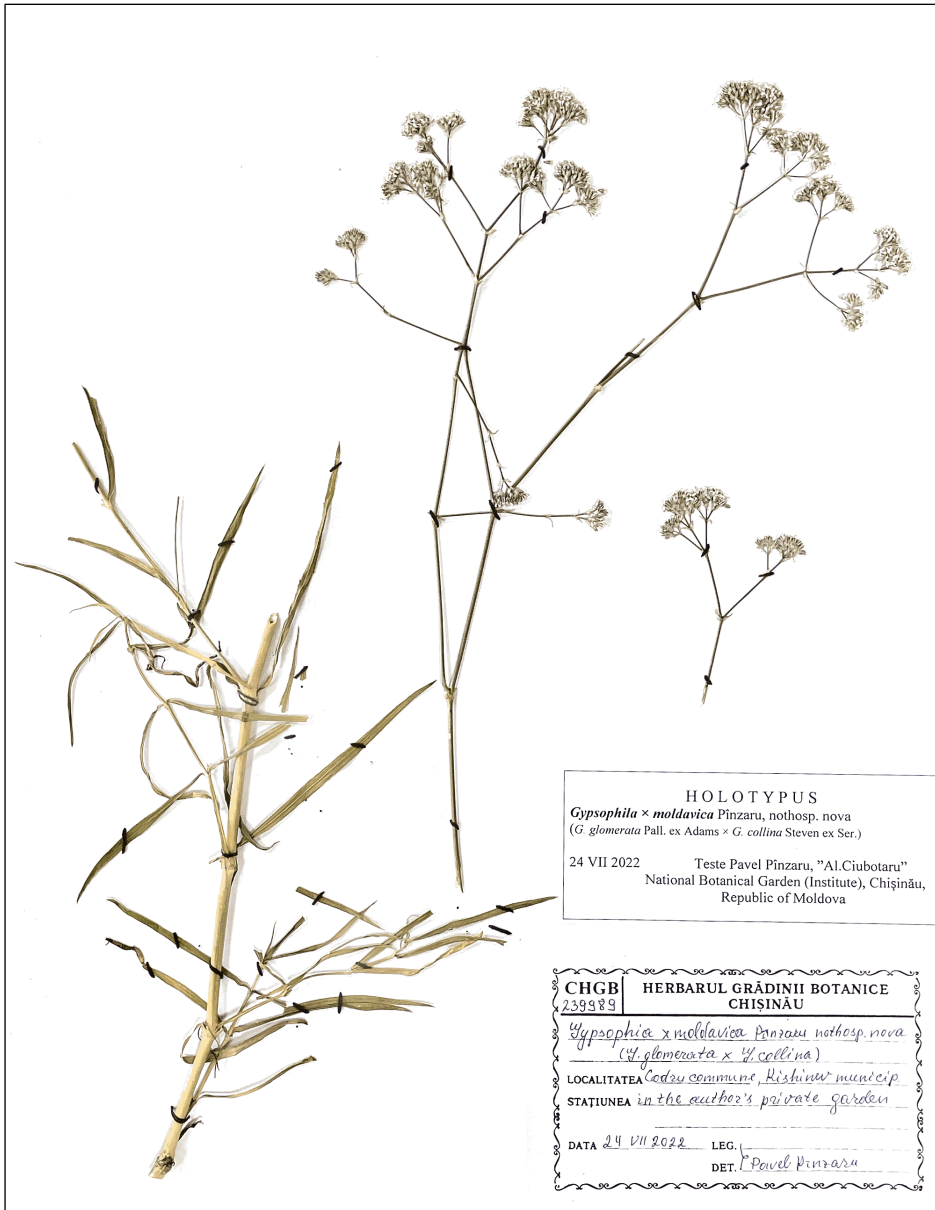 HOLOTYPUS
Gypsophila × moldavica Pînzaru, nothosp. nova
(G. glomerata Pall. ex Adams × G. collina Steven ex Ser.)
24 VII 2022 Teste Pavel Pînzaru, ”Al.Ciubotaru”
National Botanical Garden (Institute), Chişinău,
Republic of Moldova
CHGB HERBARUL GRĂDINII BOTANICE
239989 CHIŞINĂU
Gypsophila x moldavica Pînzaru nothosp. nova
(G. glomerata x G. collina)
LOCALITATEA Codru commune, Kishinev municip.
STAŢIUNEA in the author's private garden
DATA 24 VII 2022 LEG.
DET. Pavel Pînzaru